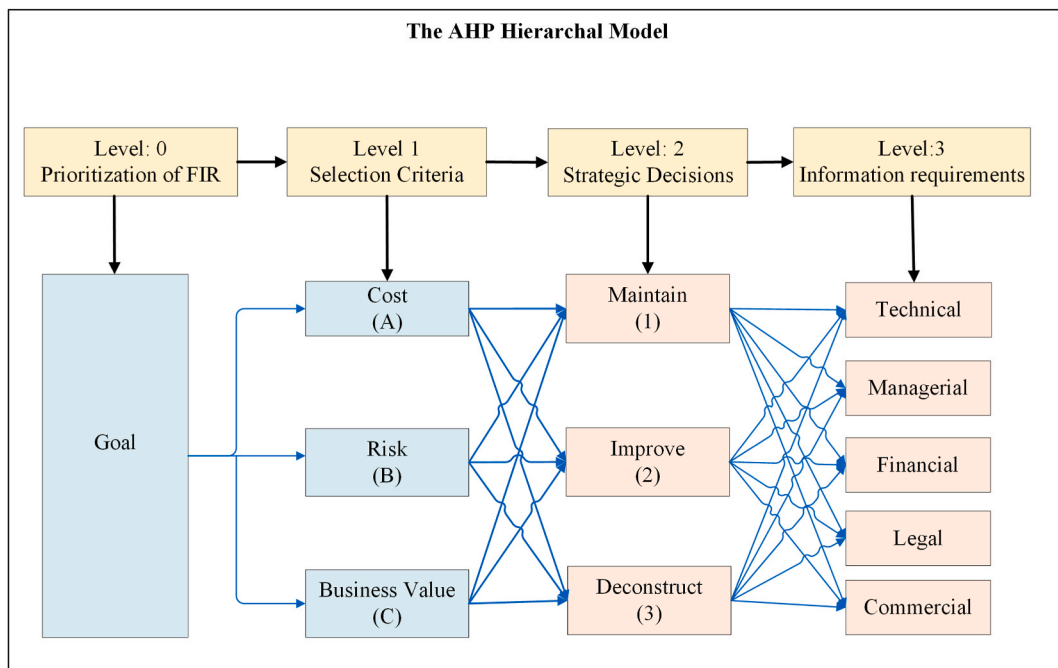 The AHP Hierarchal Model
Level: 0
Prioritization of FIR
Level 1
Selection Criteria
Level: 2
Strategic Decisions
Level:3
Information requirements
Goal
Cost
(A)
Risk
(B)
Business Value
(C)
Maintain
(1)
Improve
(2)
Deconstruct
(3)
Technical
Managerial
Financial
Legal
Commercial